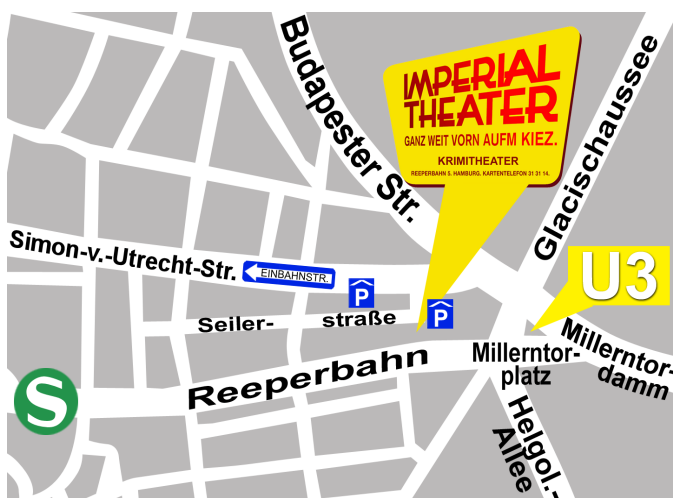 Budapester Str.
IMPERIAL
THEATER
GANZ WEIT VORN AUFM KIEZ.
KRIMITHEATER
REEPERBAHN 5. HAMBURG. KARTENTELEFON 31 31 14.
Glacischaussee
Simon-v.-Utrecht-Str.
EINBAHNSTR.
U3
P
P
Seiler-
straße
Millerntor-
damm
Millerntor-
platz
Reeperbahn
S
Helgol.-
Allee